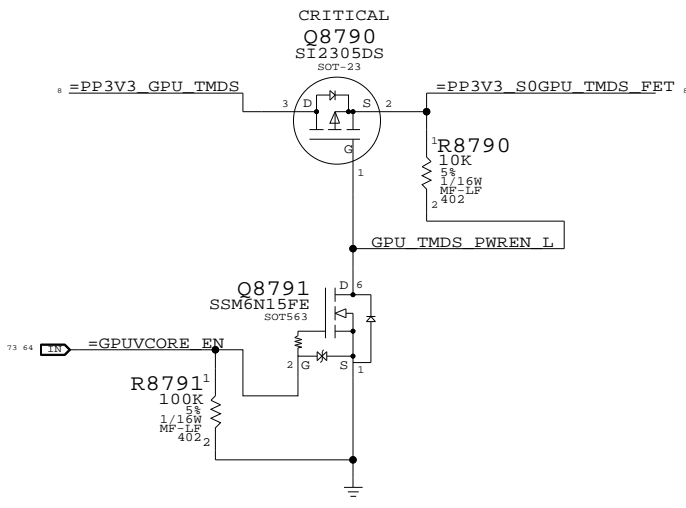 CRITICAL
Q8790
SI2305DS
SOT-23
8 =PP3V3_GPU_TMDS
3 D S 2
=PP3V3_S0GPU_TMDS_FET 8
G
1
1
R8790
10K
5%
1/16W
MF-LF
402
2
GPU_TMDS_PWREN_L
Q8791
SSM6N15FE
SOT563
D 6
73 64 IN =GPUVCORE_EN
2 G S 1
R8791
1
100K
5%
1/16W
MF-LF
402
2